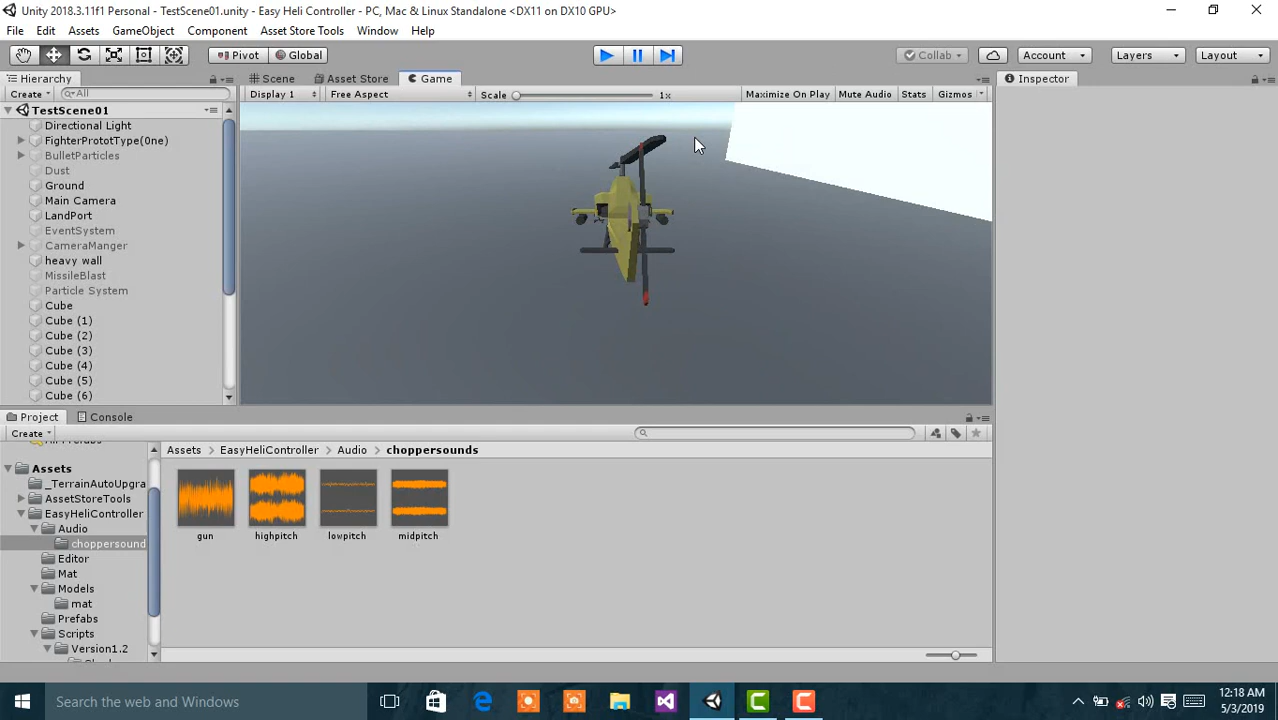 Unity 2018.3.11f1 Personal - TestScene01.unity - Easy Heli Controller - PC, Mac & Linux Standalone <DX11 on DX10 GPU>
File Edit Assets GameObject Component Asset Store Tools Window Help
Pivot Global Collab Account Layers Layout
Hierarchy Scene Asset Store Game Inspector
Create All Display 1 Free Aspect Scale 1x Maximize On Play Mute Audio Stats Gizmos
TestScene01
Directional Light
FighterPrototType(0ne)
BulletParticles
Dust
Ground
Main Camera
LandPort
EventSystem
CameraManger
heavy wall
MissileBlast
Particle System
Cube
Cube (1)
Cube (2)
Cube (3)
Cube (4)
Cube (5)
Cube (6)
Project Console
Create
Assets EasyHeliController Audio choppersounds
Assets
_TerrainAutoUpgra
AssetStoreTools
EasyHeliController
Audio
choppersound
Editor
Mat
Models
mat
Prefabs
Scripts
Version1.2
gun highpitch lowpitch midpitch
Search the web and Windows
12:18 AM
5/3/2019